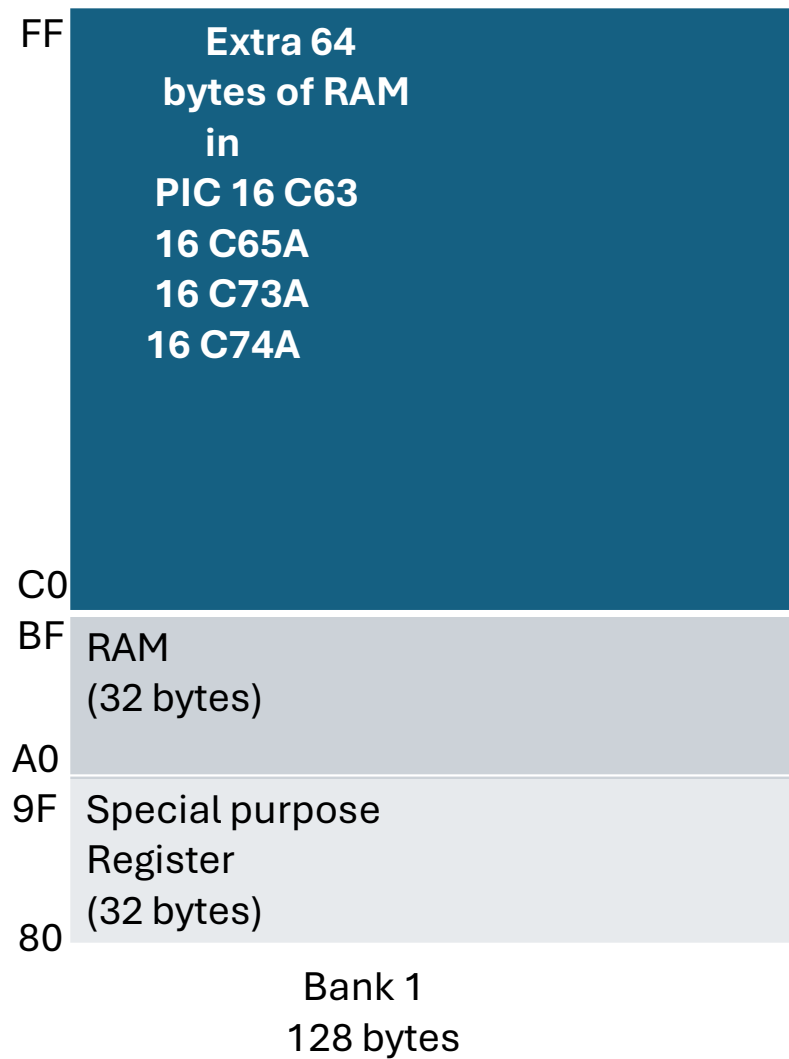 FF
Extra 64
bytes of RAM
in
PIC 16 C63
16 C65A
16 C73A
16 C74A
C0
BF
RAM
(32 bytes)
A0
9F
Special purpose
Register
(32 bytes)
80
Bank 1
128 bytes